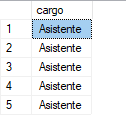 cargo
1 Asistente
2 Asistente
3 Asistente
4 Asistente
5 Asistente